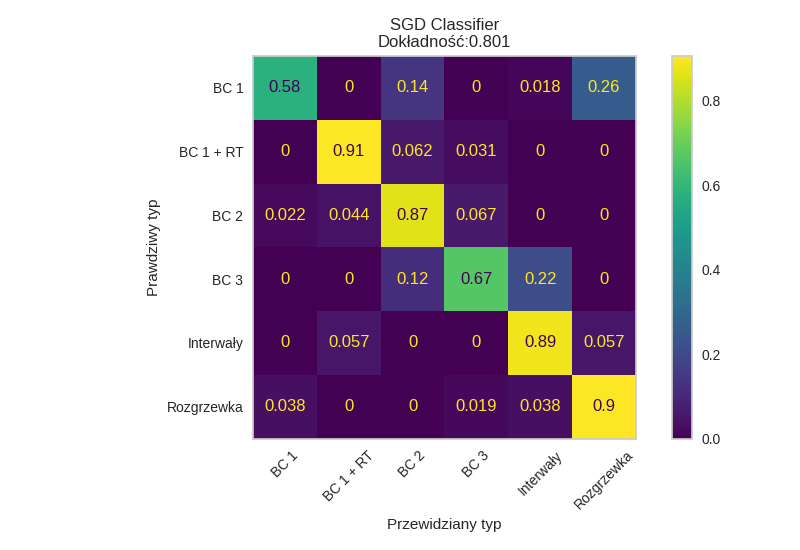 SGD Classifier
Dokładność:0.801
BC 1 0.58 0 0.14 0 0.018 0.26
BC 1 + RT 0 0.91 0.062 0.031 0 0
BC 2 0.022 0.044 0.87 0.067 0 0
BC 3 0 0 0.12 0.67 0.22 0
Interwały 0 0.057 0 0 0.89 0.057
Rozgrzewka 0.038 0 0 0.019 0.038 0.9
Prawdziwy typ
BC 1 BC 1 + RT BC 2 BC 3 Interwały Rozgrzewka
Przewidziany typ
0.8
0.6
0.4
0.2
0.0